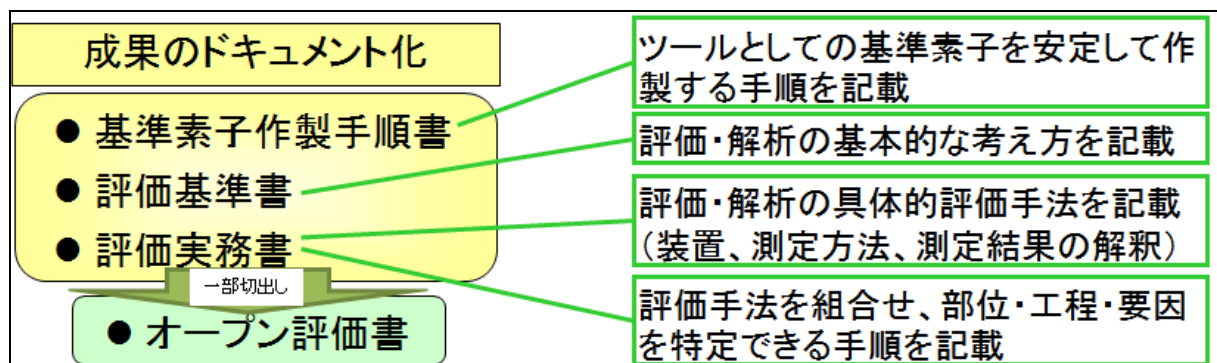 成果のドキュメント化
● 基準素子作製手順書
● 評価基準書
● 評価実務書
一部切出し
● オープン評価書
ツールとしての基準素子を安定して作
製する手順を記載
評価・解析の基本的な考え方を記載
評価・解析の具体的評価手法を記載
（装置、測定方法、測定結果の解釈）
評価手法を組合せ、部位・工程・要因
を特定できる手順を記載